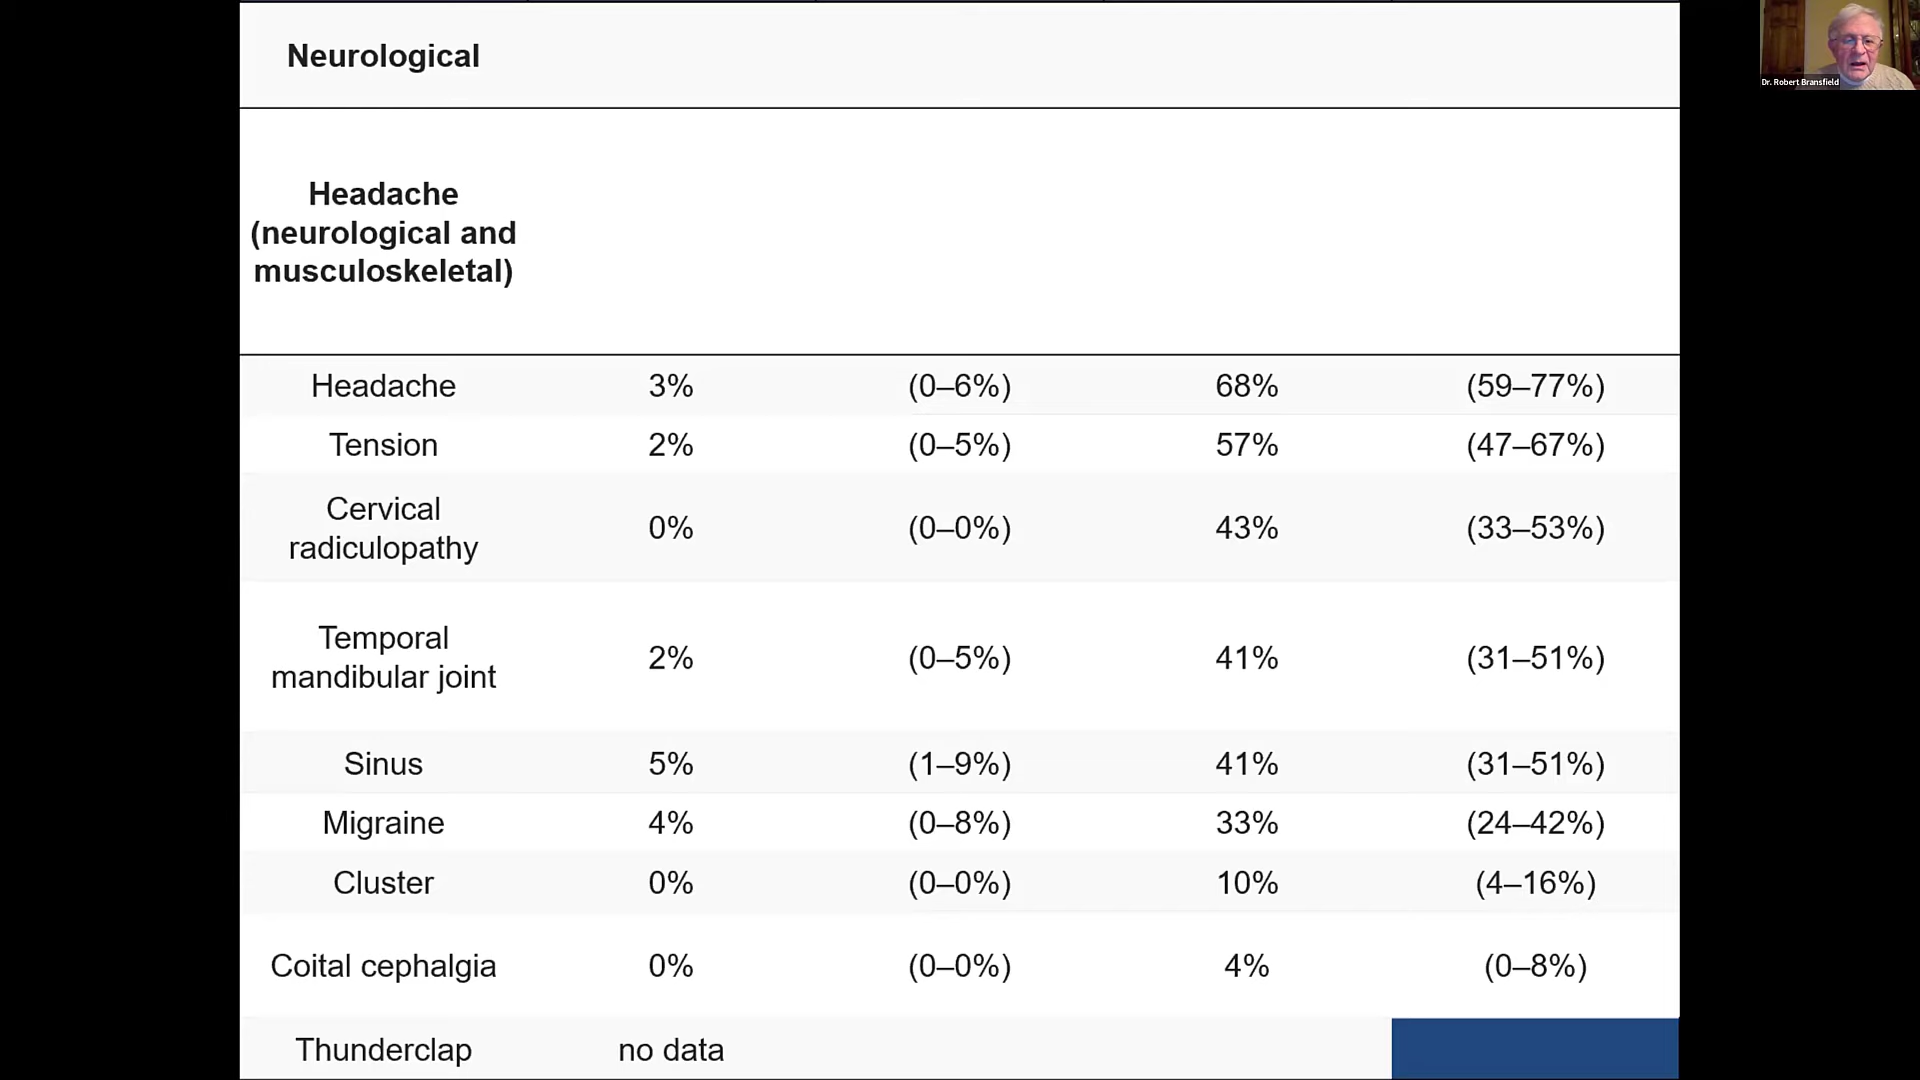 Neurological
Dr. Robert Bransfield
Headache
(neurological and
musculoskeletal)
Headache 3% (0–6%) 68% (59–77%)
Tension 2% (0–5%) 57% (47–67%)
Cervical
radiculopathy 0% (0–0%) 43% (33–53%)
Temporal
mandibular joint 2% (0–5%) 41% (31–51%)
Sinus 5% (1–9%) 41% (31–51%)
Migraine 4% (0–8%) 33% (24–42%)
Cluster 0% (0–0%) 10% (4–16%)
Coital cephalgia 0% (0–0%) 4% (0–8%)
Thunderclap no data